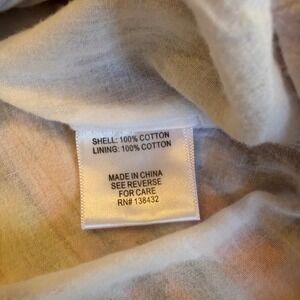 SHELL: 100% COTTON
LINING: 100% COTTON
MADE IN CHINA
SEE REVERSE
FOR CARE
RN# 138432